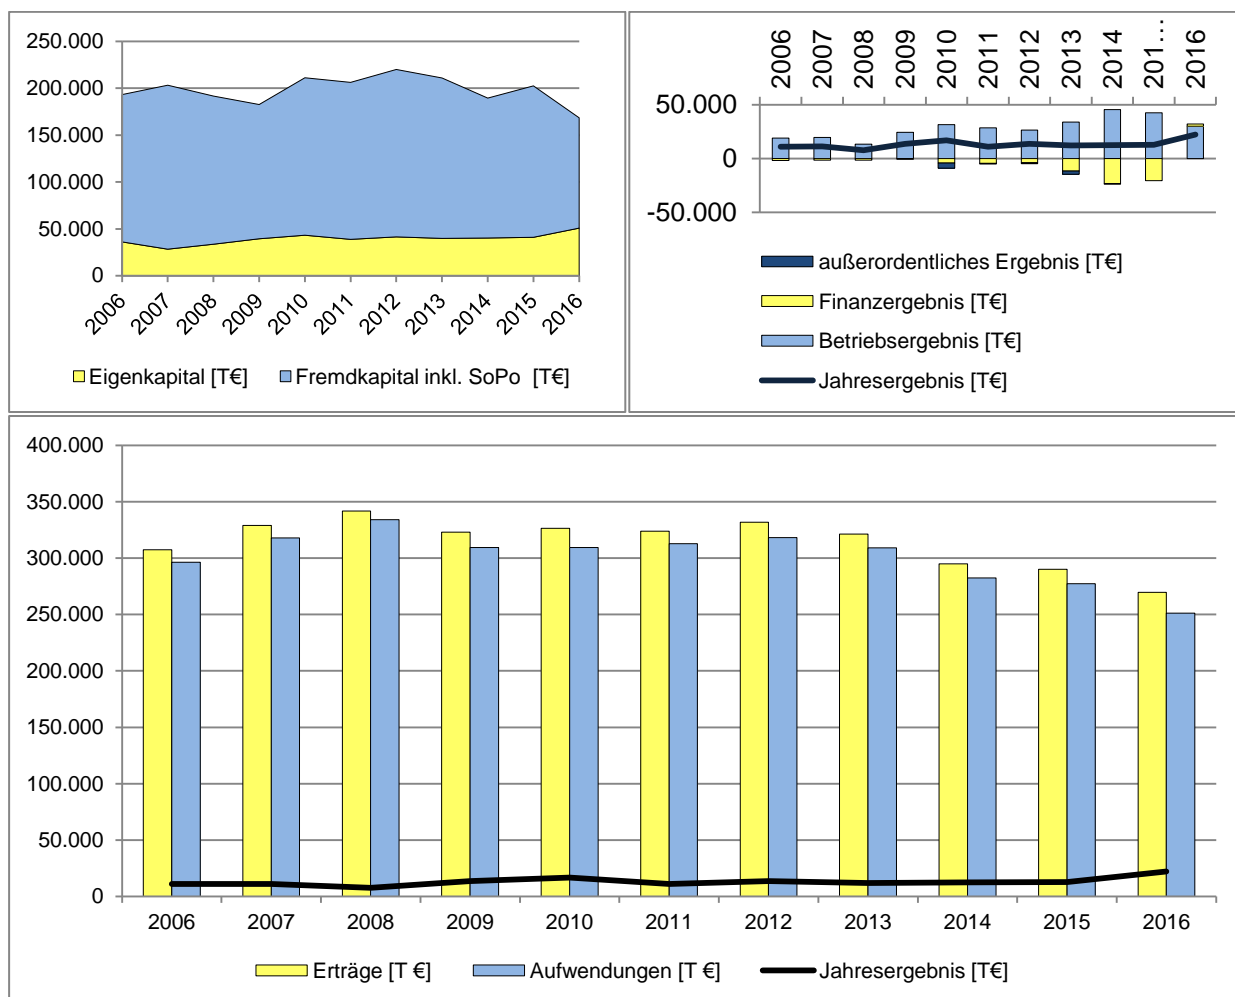 250.000
200.000
150.000
100.000
50.000
0
2006 2007 2008 2009 2010 2011 2012 2013 2014 2015 2016
Eigenkapital [T€] Fremdkapital inkl. SoPo [T€]
2006 2007 2008 2009 2010 2011 2012 2013 2014 201… 2016
50.000
0
-50.000
außerordentliches Ergebnis [T€]
Finanzergebnis [T€]
Betriebsergebnis [T€]
Jahresergebnis [T€]
400.000
350.000
300.000
250.000
200.000
150.000
100.000
50.000
0
2006 2007 2008 2009 2010 2011 2012 2013 2014 2015 2016
Erträge [T €] Aufwendungen [T €] Jahresergebnis [T€]